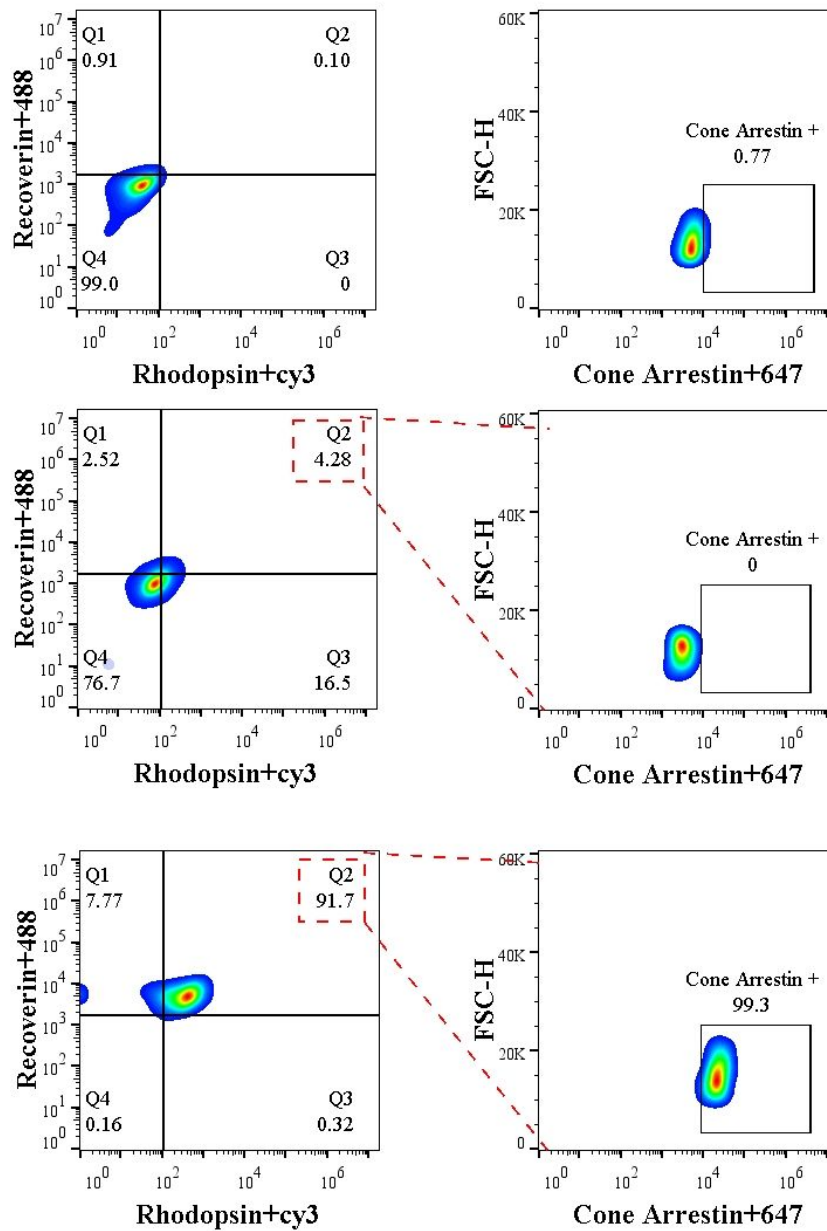 Q1
0.91
Q2
0.10
Q4
99.0
Q3
0
10⁷
10⁶
10⁵
10⁴
10³
10²
10¹
10⁰
Recoverin+488
10⁰ 10² 10⁴ 10⁶
Rhodopsin+cy3
60K
40K
20K
0
FSC-H
Cone Arrestin +
0.77
10⁰ 10² 10⁴ 10⁶
Cone Arrestin+647
Q1
2.52
Q2
4.28
Q4
76.7
Q3
16.5
10⁷
10⁶
10⁵
10⁴
10³
10²
10¹
10⁰
Recoverin+488
10⁰ 10² 10⁴ 10⁶
Rhodopsin+cy3
60K
40K
20K
0
FSC-H
Cone Arrestin +
0
10⁰ 10² 10⁴ 10⁶
Cone Arrestin+647
Q1
7.77
Q2
91.7
Q4
0.16
Q3
0.32
10⁷
10⁶
10⁵
10⁴
10³
10²
10¹
10⁰
Recoverin+488
10⁰ 10² 10⁴ 10⁶
Rhodopsin+cy3
60K
40K
20K
0
FSC-H
Cone Arrestin +
99.3
10⁰ 10² 10⁴ 10⁶
Cone Arrestin+647